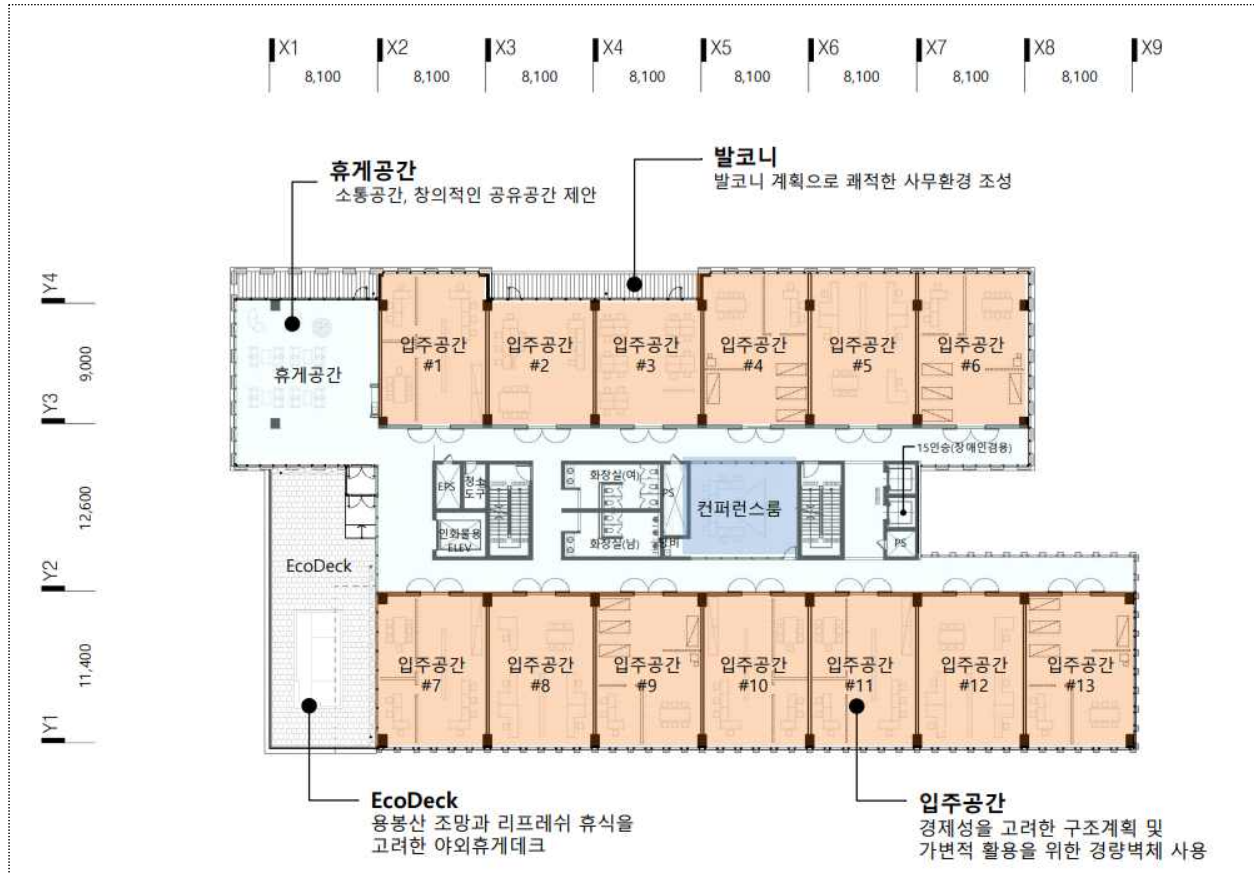 X1 X2 X3 X4 X5 X6 X7 X8 X9
8,100 8,100 8,100 8,100 8,100 8,100 8,100 8,100
휴게공간
소통공간, 창의적인 공유공간 제안
발코니
발코니 계획으로 쾌적한 사무환경 조성
Y4
9,000
Y3
12,600
Y2
11,400
Y1
휴게공간
입주공간
#1
입주공간
#2
입주공간
#3
입주공간
#4
입주공간
#5
입주공간
#6
15인승(장애인겸용)
EPS
청소
도구
화장실(여)
PS
컨퍼런스룸
인화물용
ELEV
화장실(남)
PS
EcoDeck
입주공간
#7
입주공간
#8
입주공간
#9
입주공간
#10
입주공간
#11
입주공간
#12
입주공간
#13
EcoDeck
용봉산 조망과 리프레쉬 휴식을
고려한 야외휴게데크
입주공간
경제성을 고려한 구조계획 및
가변적 활용을 위한 경량벽체 사용